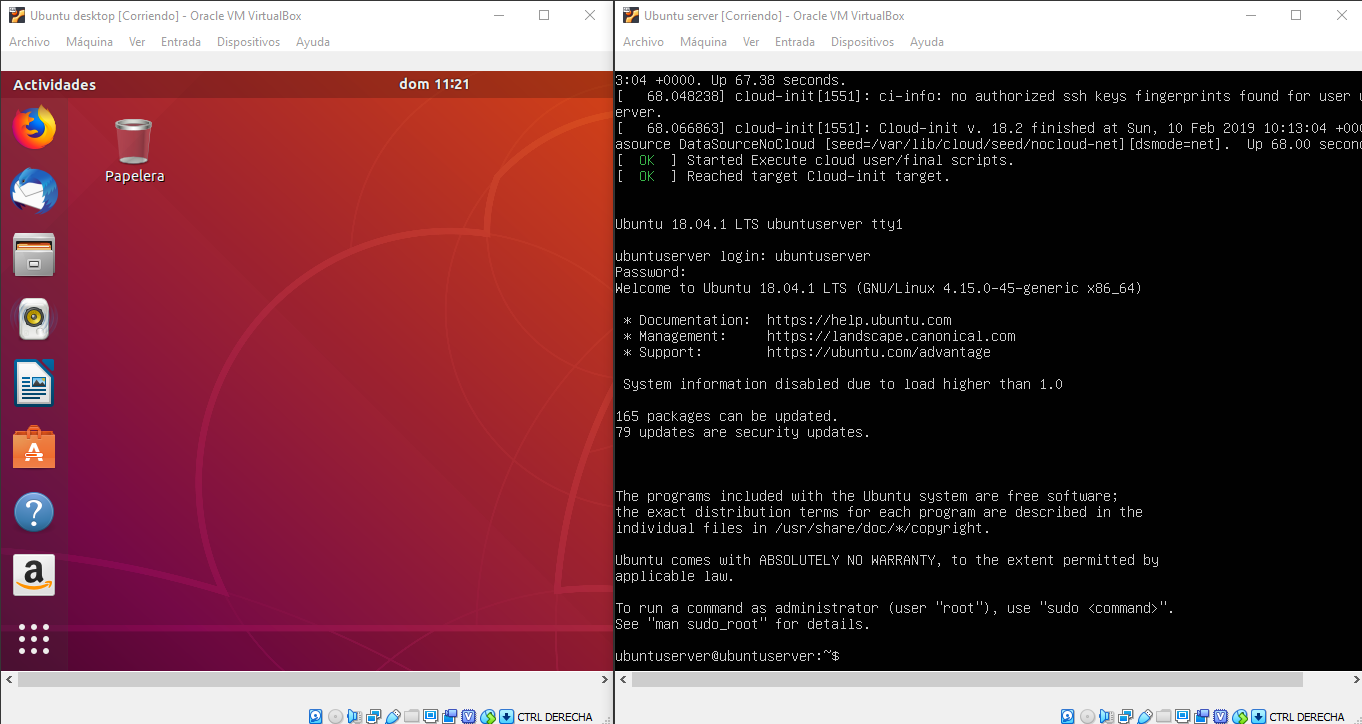 Ubuntu desktop [Corriendo] - Oracle VM VirtualBox
Archivo Máquina Ver Entrada Dispositivos Ayuda
Actividades
dom 11:21
Papelera
CTRL DERECHA
Ubuntu server [Corriendo] - Oracle VM VirtualBox
Archivo Máquina Ver Entrada Dispositivos Ayuda
3:04 +0000. Up 67.38 seconds.
[   68.048238] cloud-init[1551]: ci-info: no authorized ssh keys fingerprints found for user u
erver.
[   68.066863] cloud-init[1551]: Cloud-init v. 18.2 finished at Sun, 10 Feb 2019 10:13:04 +000
asource DataSourceNoCloud [seed=/var/lib/cloud/seed/nocloud-net][dsmode=net].  Up 68.00 second
[  OK  ] Started Execute cloud user/final scripts.
[  OK  ] Reached target Cloud-init target.
Ubuntu 18.04.1 LTS ubuntuserver tty1
ubuntuserver login: ubuntuserver
Password:
Welcome to Ubuntu 18.04.1 LTS (GNU/Linux 4.15.0-45-generic x86_64)
* Documentation:  https://help.ubuntu.com
* Management:     https://landscape.canonical.com
* Support:        https://ubuntu.com/advantage
System information disabled due to load higher than 1.0
165 packages can be updated.
79 updates are security updates.
The programs included with the Ubuntu system are free software;
the exact distribution terms for each program are described in the
individual files in /usr/share/doc/*/copyright.
Ubuntu comes with ABSOLUTELY NO WARRANTY, to the extent permitted by
applicable law.
To run a command as administrator (user "root"), use "sudo <command>".
See "man sudo_root" for details.
ubuntuserver@ubuntuserver:~$
CTRL DERECHA